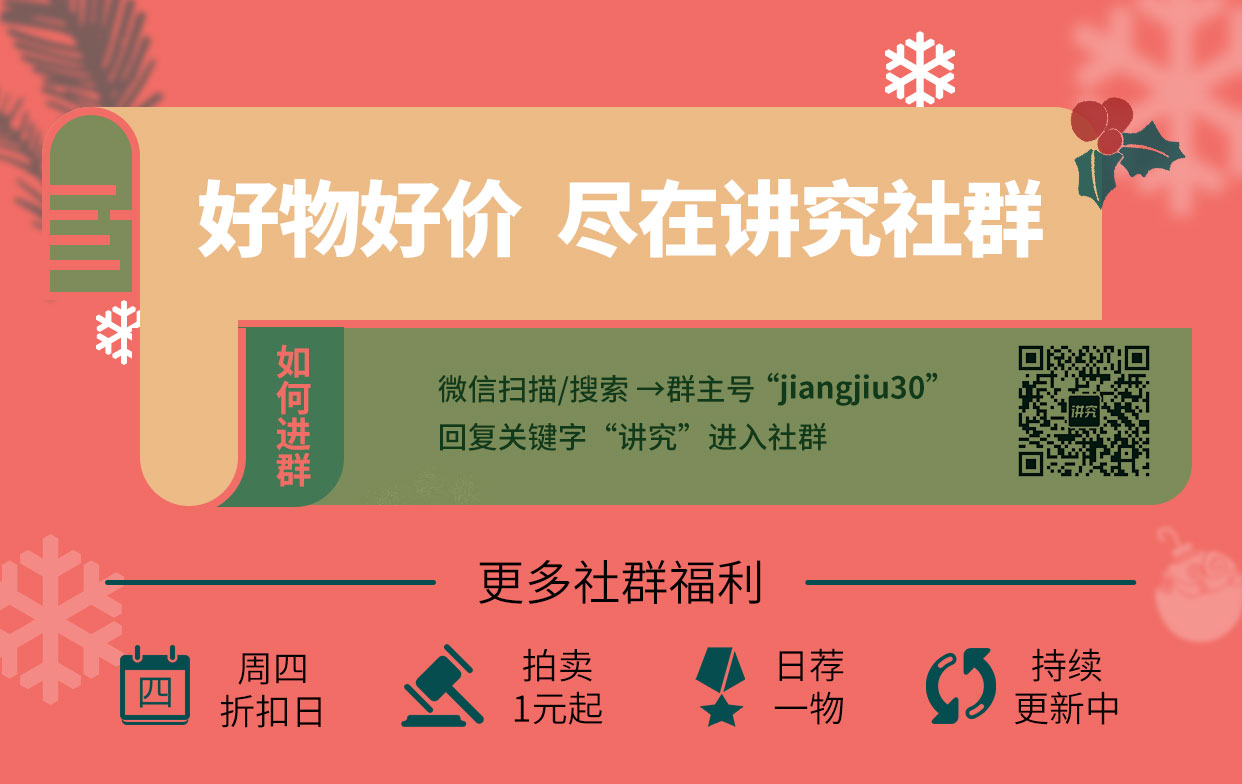 好物好价 尽在讲究社群
如何进群
微信扫描/搜索→群主号“jiangjiu30”
回复关键字“讲究”进入社群
讲究
更多社群福利
四
周四
折扣日
拍卖
1元起
日荐
一物
持续
更新中